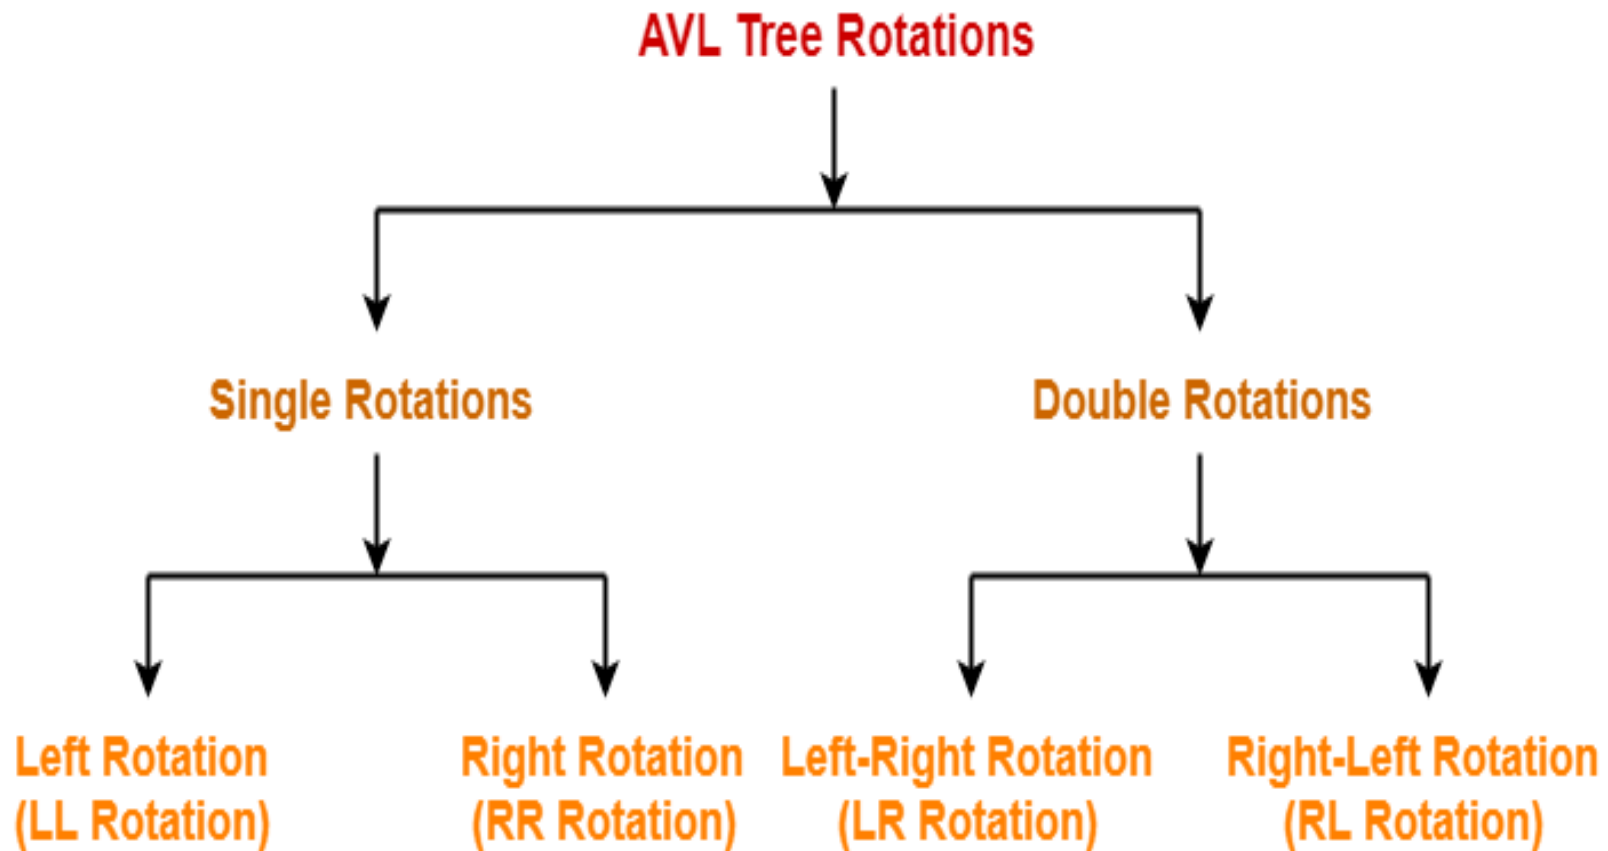 AVL Tree Rotations
Single Rotations
Double Rotations
Left Rotation
(LL Rotation)
Right Rotation
(RR Rotation)
Left-Right Rotation
(LR Rotation)
Right-Left Rotation
(RL Rotation)